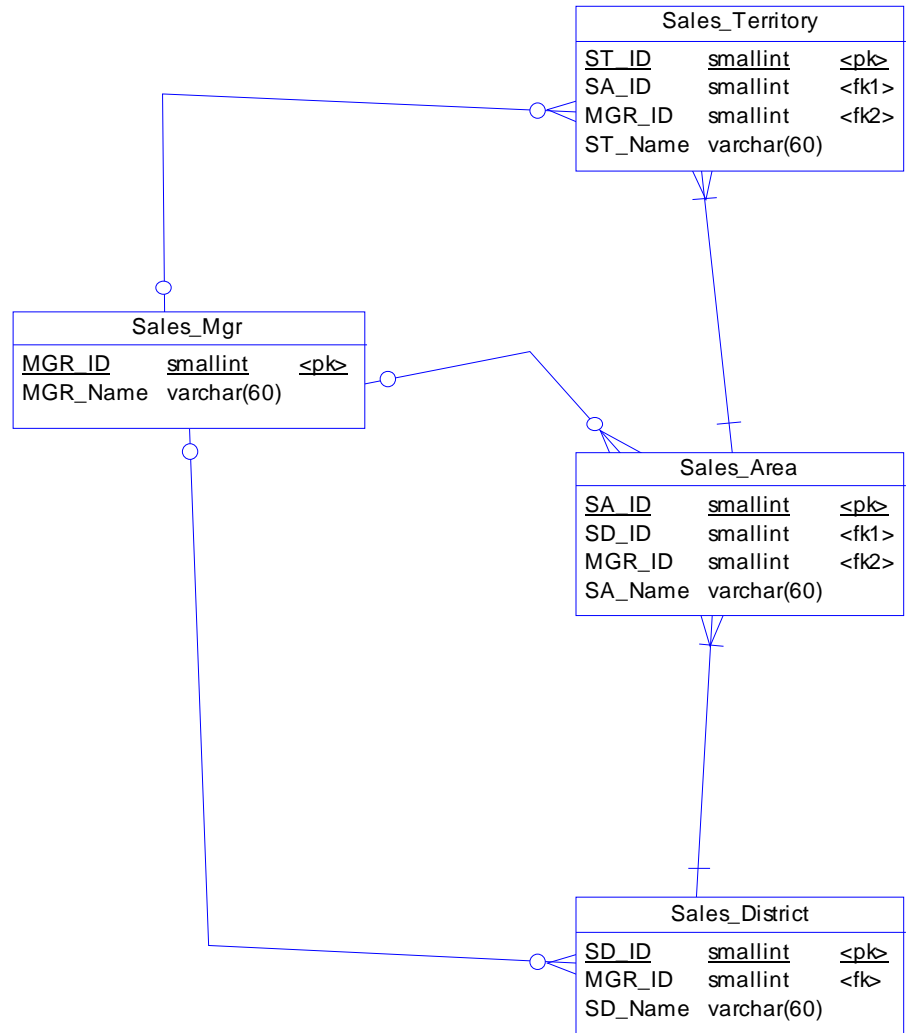 Sales_Territory
ST_ID smallint <pk>
SA_ID smallint <fk1>
MGR_ID smallint <fk2>
ST_Name varchar(60)
Sales_Mgr
MGR_ID smallint <pk>
MGR_Name varchar(60)
Sales_Area
SA_ID smallint <pk>
SD_ID smallint <fk1>
MGR_ID smallint <fk2>
SA_Name varchar(60)
Sales_District
SD_ID smallint <pk>
MGR_ID smallint <fk>
SD_Name varchar(60)